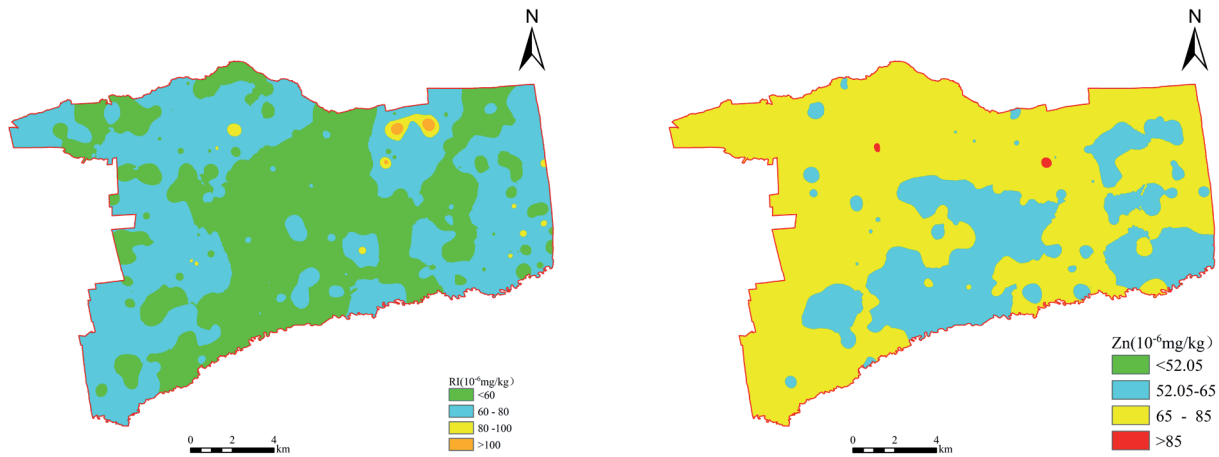 N
RI(10⁻⁶mg/kg)
<60
60 - 80
80 -100
>100
0 2 4
km
N
Zn(10⁻⁶mg/kg)
<52.05
52.05-65
65 - 85
>85
0 2 4
km